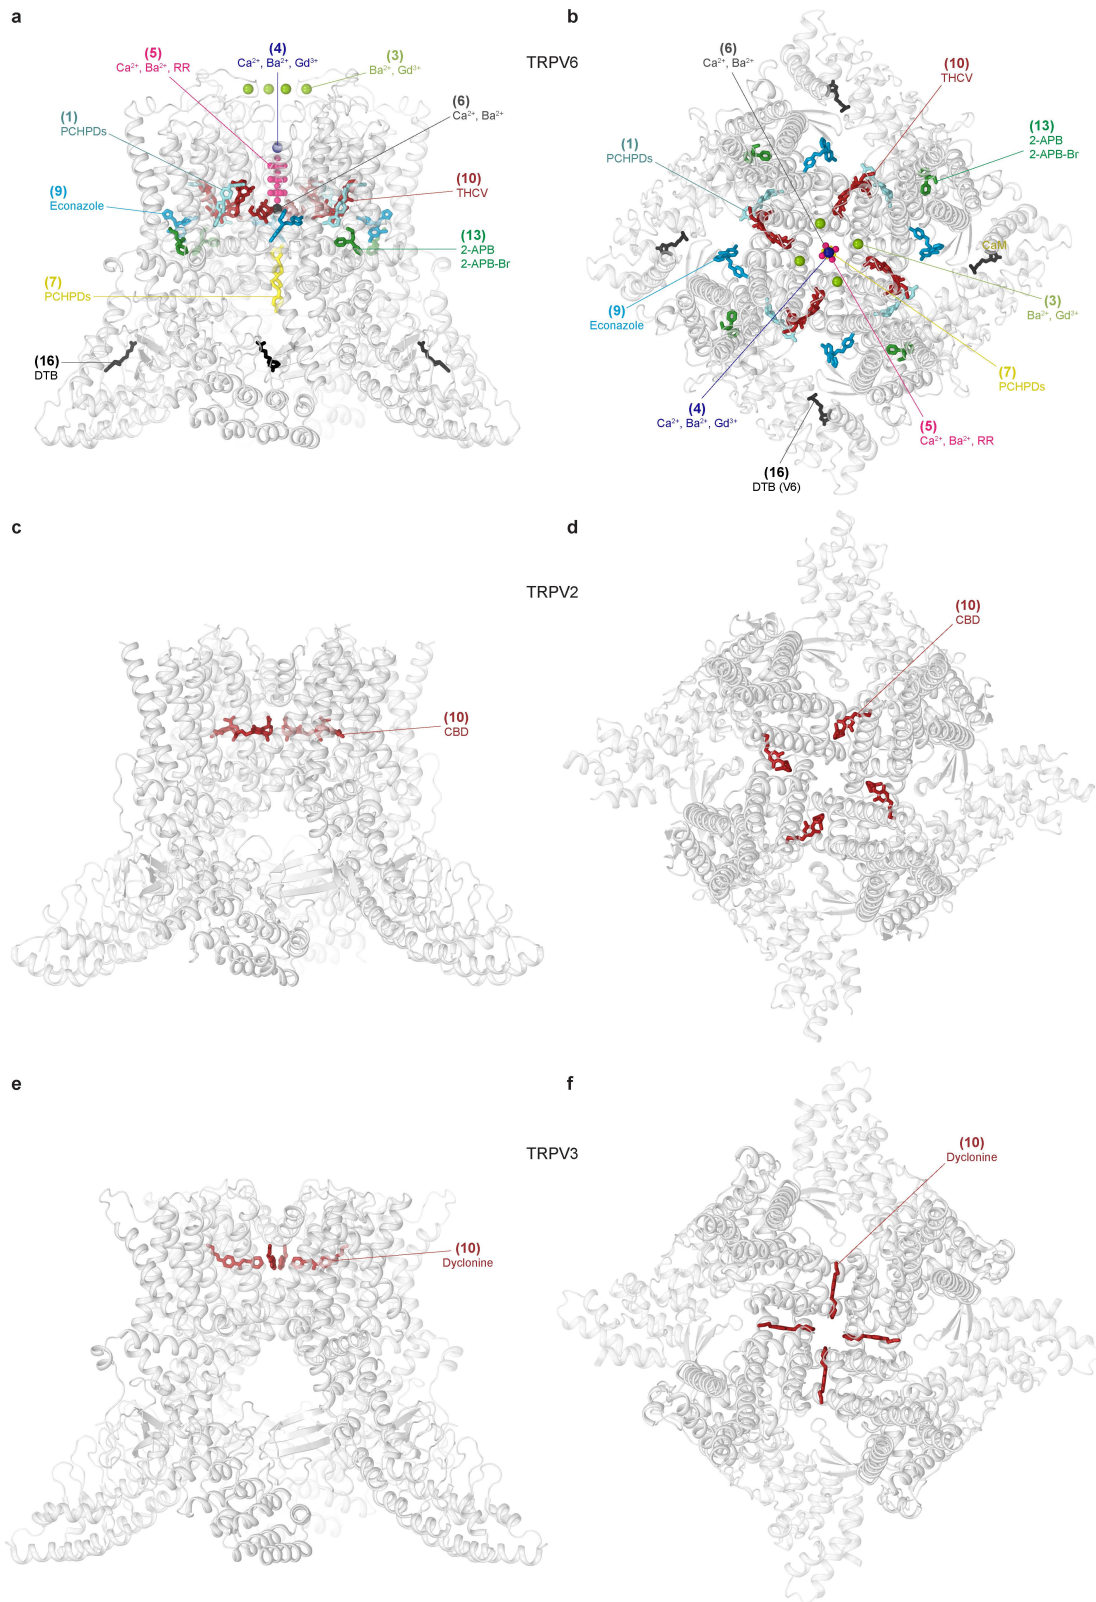 a
(5)
Ca²⁺, Ba²⁺, RR
(4)
Ca²⁺, Ba²⁺, Gd³⁺
(3)
Ba²⁺, Gd³⁺
(6)
Ca²⁺, Ba²⁺
(1)
PCHPDs
(9)
Econazole
(10)
THCV
(13)
2-APB
2-APB-Br
(7)
PCHPDs
(16)
DTB
TRPV6
b
(6)
Ca²⁺, Ba²⁺
(10)
THCV
(13)
2-APB
2-APB-Br
(1)
PCHPDs
CaM
(9)
Econazole
(3)
Ba²⁺, Gd³⁺
(7)
PCHPDs
(4)
Ca²⁺, Ba²⁺, Gd³⁺
(5)
Ca²⁺, Ba²⁺, RR
(16)
DTB (V6)
c
(10)
CBD
TRPV2
d
(10)
CBD
e
(10)
Dyclonine
TRPV3
f
(10)
Dyclonine